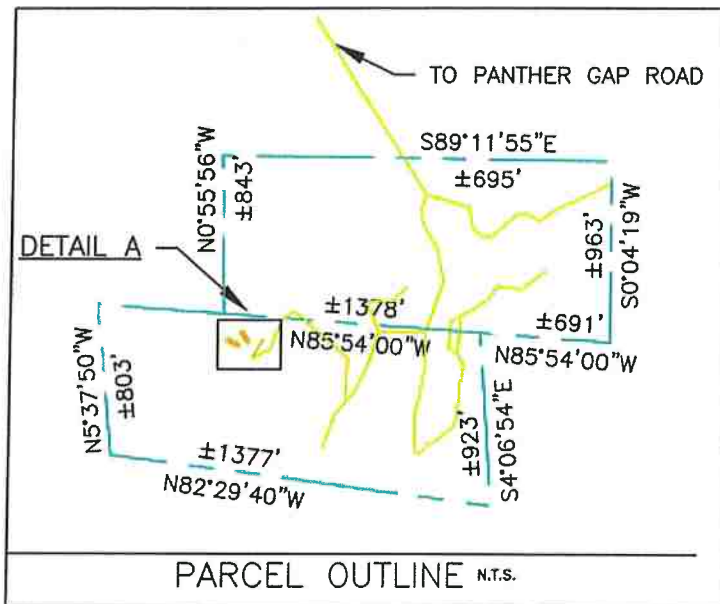 TO PANTHER GAP ROAD
S89°11'55"E
±695'
N0°55'56"W
±843'
S0°04'19"W
±963'
DETAIL A
±1378'
N85°54'00"W
±691'
N85°54'00"W
N5°37'50"W
±803'
S4°06'54"E
±923'
±1377'
N82°29'40"W
PARCEL OUTLINE N.T.S.